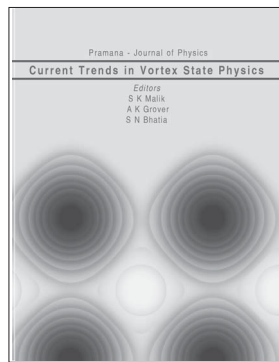 Pramana - Journal of Physics
Current Trends in Vortex State Physics
Editors
S K Malik
A K Grover
S N Bhatia